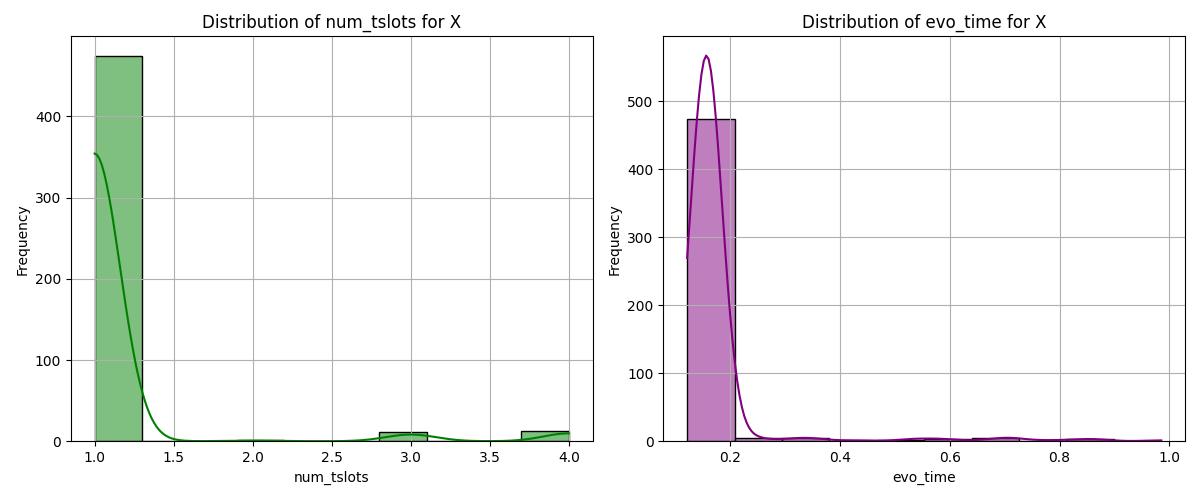 Distribution of num_tslots for X
Frequency
400
300
200
100
0
1.0 1.5 2.0 2.5 3.0 3.5 4.0
num_tslots
Distribution of evo_time for X
Frequency
500
400
300
200
100
0
0.2 0.4 0.6 0.8 1.0
evo_time